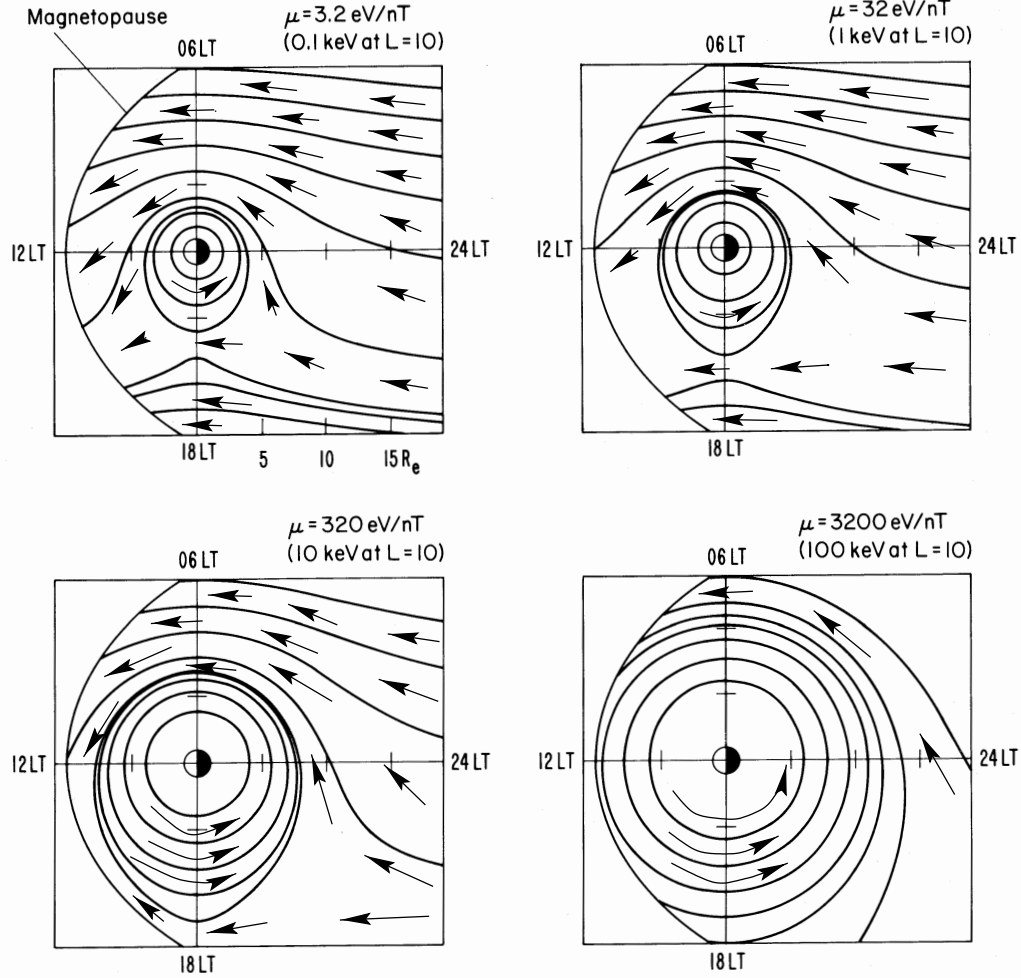 Magnetopause
μ = 3.2 eV/nT
(0.1 keV at L = 10)
06 LT
12 LT
24 LT
18 LT
5
10
15 Re
μ = 32 eV/nT
(1 keV at L = 10)
06 LT
12 LT
24 LT
18 LT
μ = 320 eV/nT
(10 keV at L = 10)
06 LT
12 LT
24 LT
18 LT
μ = 3200 eV/nT
(100 keV at L = 10)
06 LT
12 LT
24 LT
18 LT